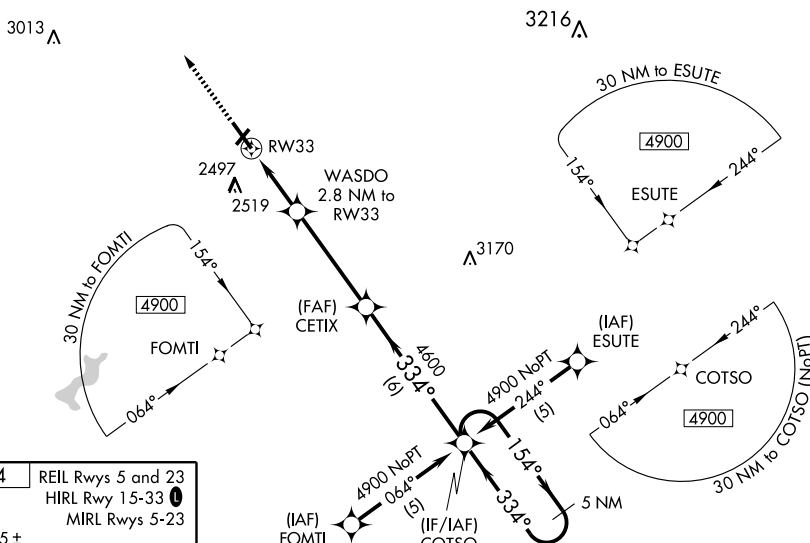 3013
3216
30 NM to ESUTE
4900
154°
244°
ESUTE
RW33
2497
2519
WASDO
2.8 NM to
RW33
3170
30 NM to FOMTI
154°
4900
FOMTI
064°
(FAF)
CETIX
4600
334°
(6)
(IAF)
ESUTE
4900 NoPT
244°
(5)
244°
COTSO
064°
4900
30 NM to COTSO (NoPT)
4900 NoPT
064°
(5)
154°
334°
5 NM
(IAF)
FOMTI
(IF/IAF)
COTSO
4
REIL Rwys 5 and 23
HIRL Rwy 15-33 L
MIRL Rwys 5-23
5 ±